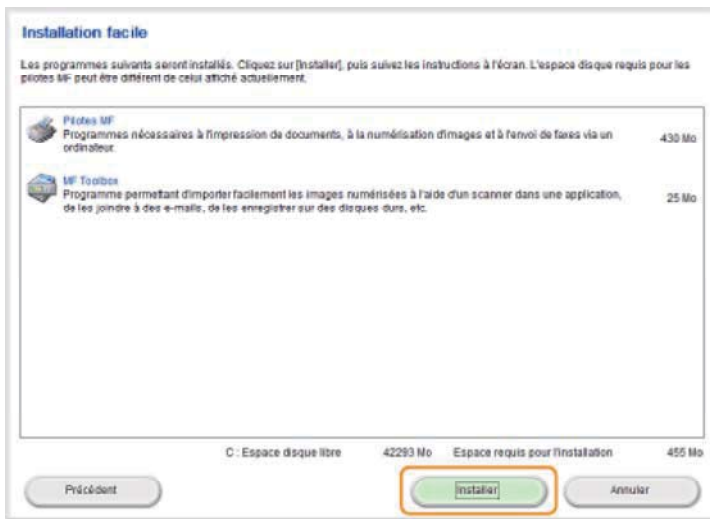 Installation facile
Les programmes suivants seront installés. Cliquez sur [Installer], puis suivez les instructions à l'écran. L'espace disque requis pour les
pilotes MF peut être différent de celui affiché actuellement.
Pilotes MF
Programmes nécessaires à l'impression de documents, à la numérisation d'images et à l'envoi de faxes via un
ordinateur.
430 Mo
MF Toolbox
Programme permettant d'importer facilement les images numérisées à l'aide d'un scanner dans une application,
de les joindre à des e-mails, de les enregistrer sur des disques durs, etc.
25 Mo
C : Espace disque libre 42293 Mo Espace requis pour l'installation 455 Mo
Précédent Installer Annuler